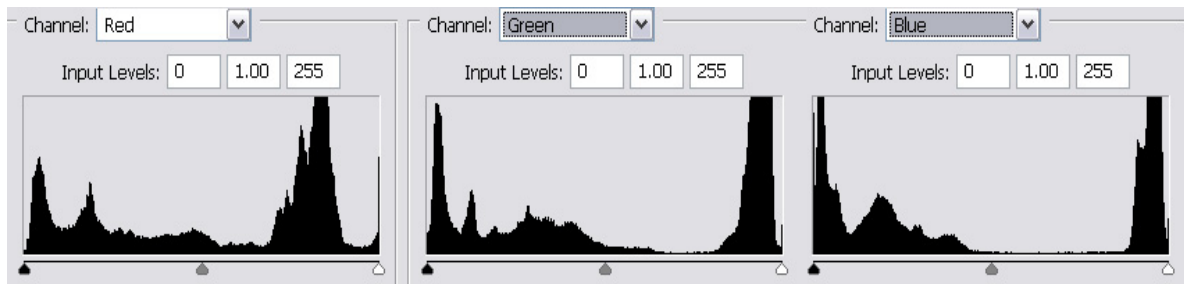 Channel: Red
Input Levels: 0 1.00 255
Channel: Green
Input Levels: 0 1.00 255
Channel: Blue
Input Levels: 0 1.00 255